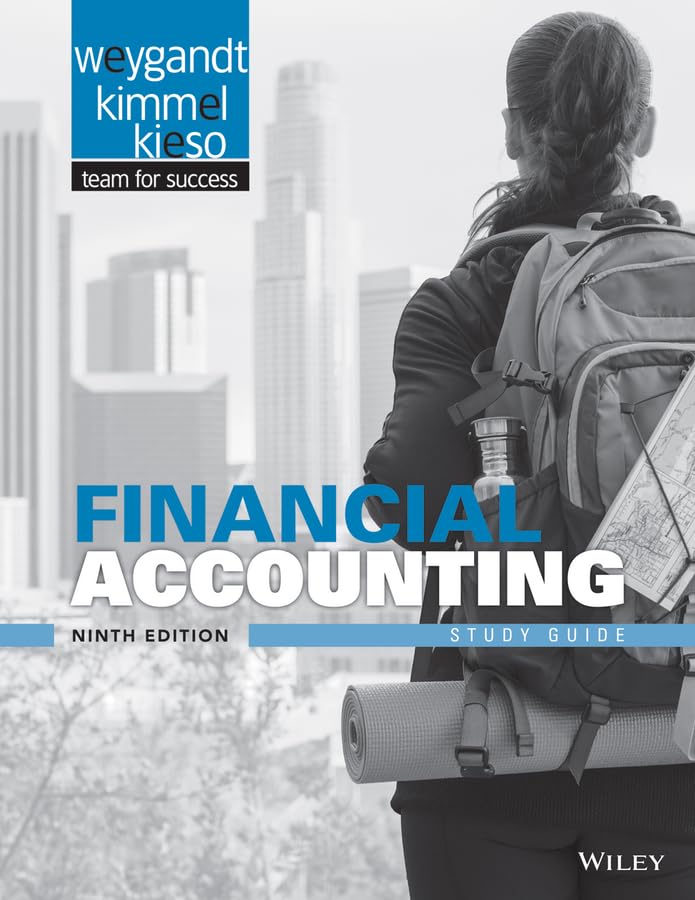 weygandt
kimmel
kieso
team for success
FINANCIAL
ACCOUNTING
NINTH EDITION
STUDY GUIDE
WILEY